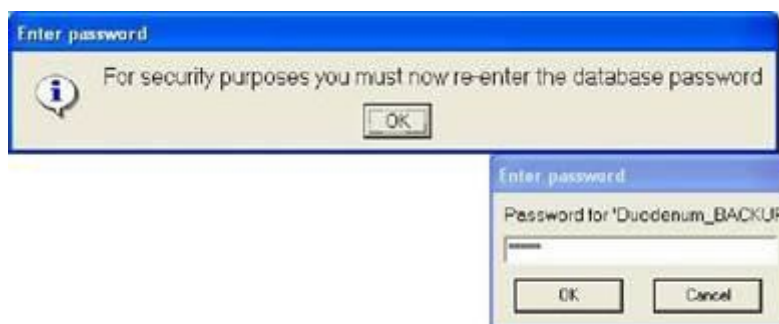 Enter password
For security purposes you must now re-enter the database password
OK
Enter password
Password for 'Duodenum_BACKUP
OK
Cancel